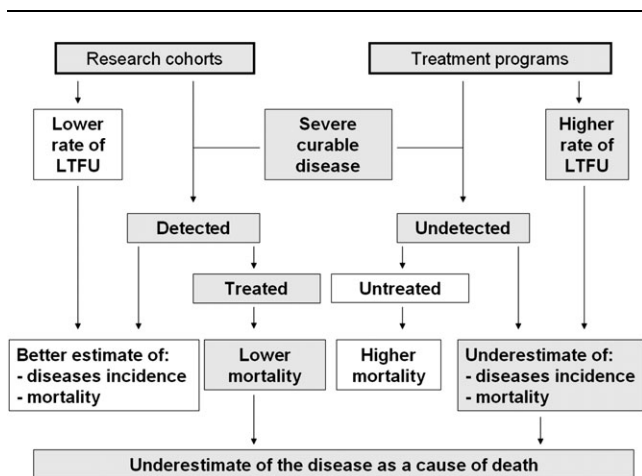 Research cohorts
Treatment programs
Lower
rate of
LTFU
Severe
curable
disease
Higher
rate of
LTFU
Detected
Undetected
Treated
Untreated
Better estimate of:
- diseases incidence
- mortality
Lower
mortality
Higher
mortality
Underestimate of:
- diseases incidence
- mortality
Underestimate of the disease as a cause of death